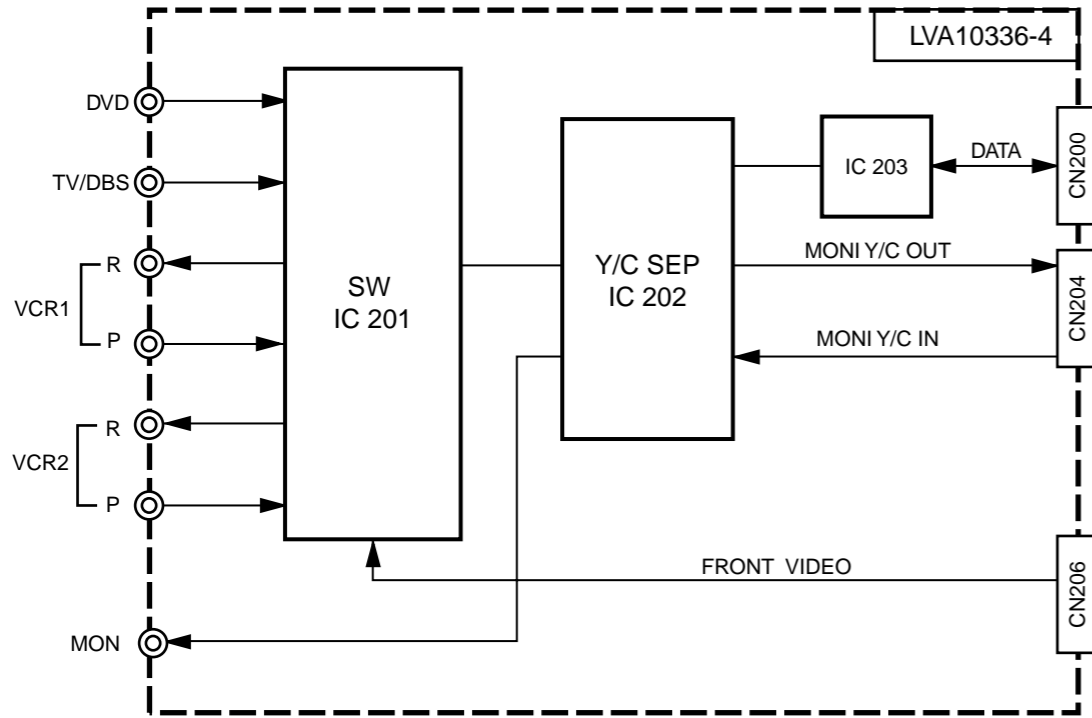 LVA10336-4
DVD
TV/DBS
VCR1
R
P
VCR2
R
P
MON
SW
IC 201
Y/C SEP
IC 202
IC 203
DATA
MONI Y/C OUT
MONI Y/C IN
FRONT VIDEO
CN200
CN204
CN206